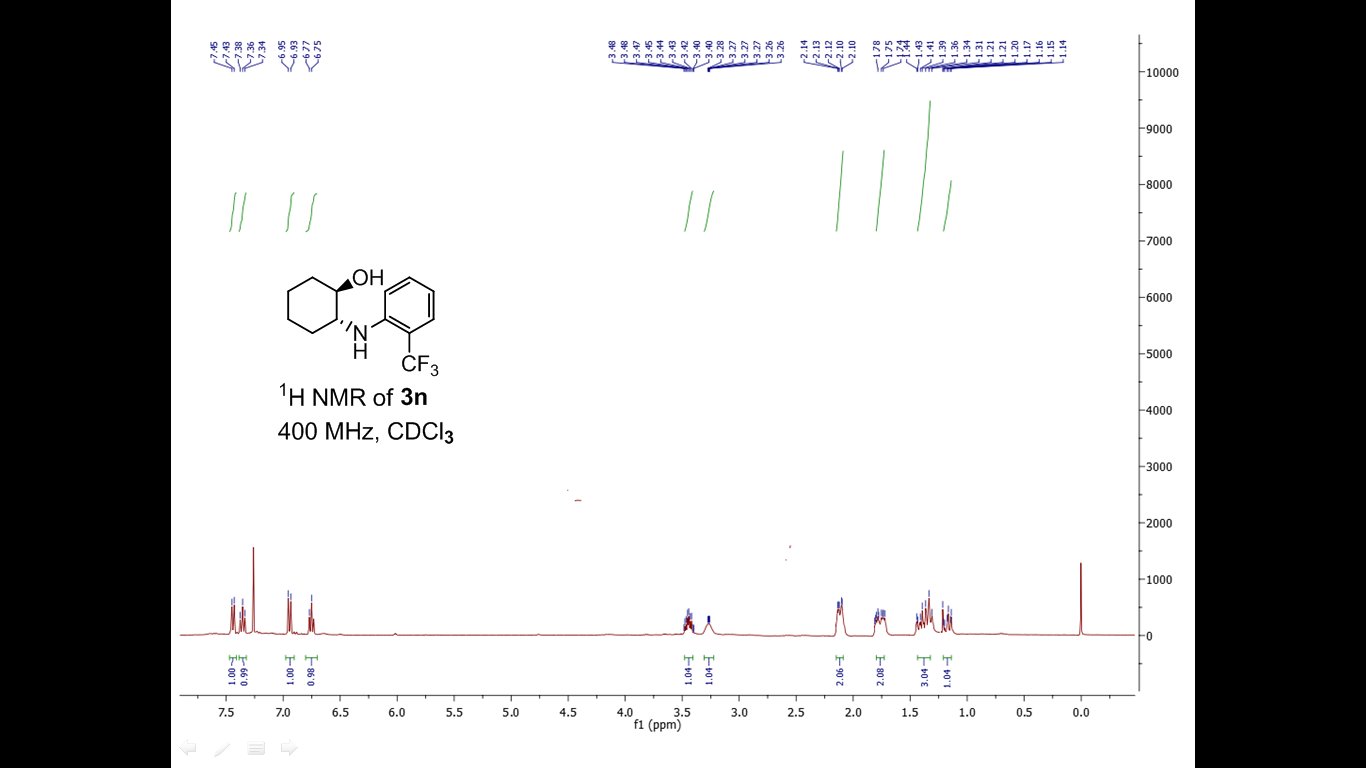 7.45 7.43 7.38 7.36 7.34 6.95 6.93 6.77 6.75 3.48 3.48 3.47 3.45 3.44 3.43 3.42 3.40 3.40 3.28 3.27 3.27 3.27 3.26 3.26 2.14 2.13 2.12 2.10 2.10 1.78 1.75 1.74 1.44 1.43 1.41 1.39 1.36 1.34 1.31 1.21 1.21 1.20 1.17 1.16 1.15 1.14
10000
9000
8000
7000
6000
5000
4000
3000
2000
1000
0
OH
N
H
CF3
1H NMR of 3n
400 MHz, CDCl3
1.00 0.99 1.00 0.98 1.04 1.04 2.06 2.08 3.04 1.04
7.5 7.0 6.5 6.0 5.5 5.0 4.5 4.0 3.5 3.0 2.5 2.0 1.5 1.0 0.5 0.0
f1 (ppm)